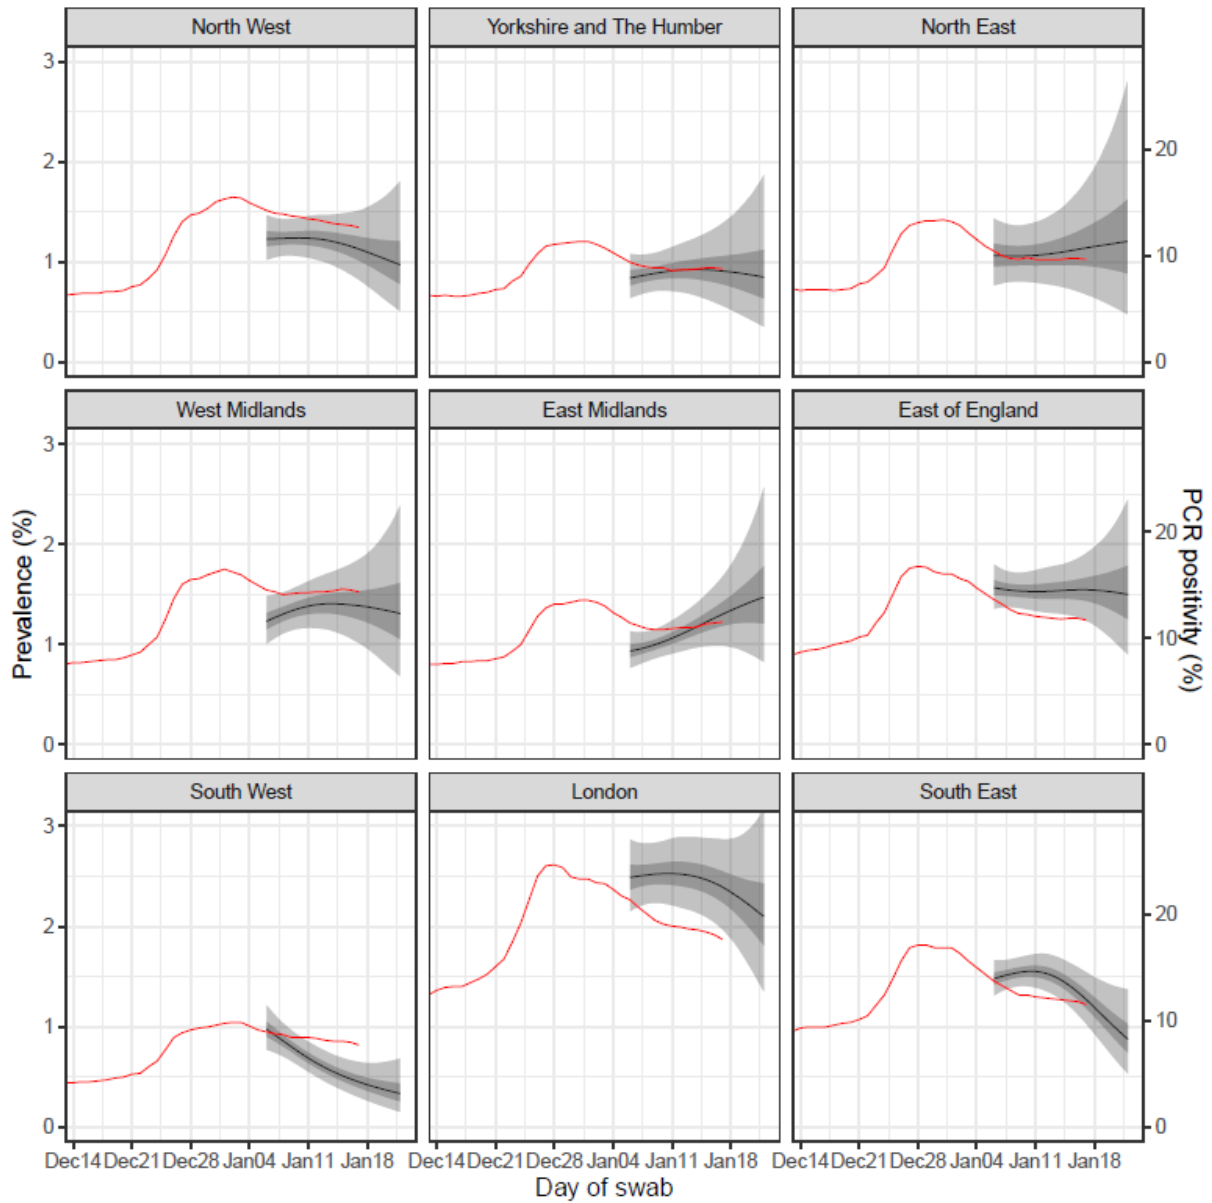 North West
Yorkshire and The Humber
North East
3
2
1
0
20
10
0
West Midlands
East Midlands
East of England
3
2
1
0
20
10
0
Prevalence (%)
PCR positivity (%)
South West
London
South East
3
2
1
0
20
10
0
Dec14 Dec21 Dec28 Jan04 Jan11 Jan18 Dec14 Dec21 Dec28 Jan04 Jan11 Jan18 Dec14 Dec21 Dec28 Jan04 Jan11 Jan18
Day of swab